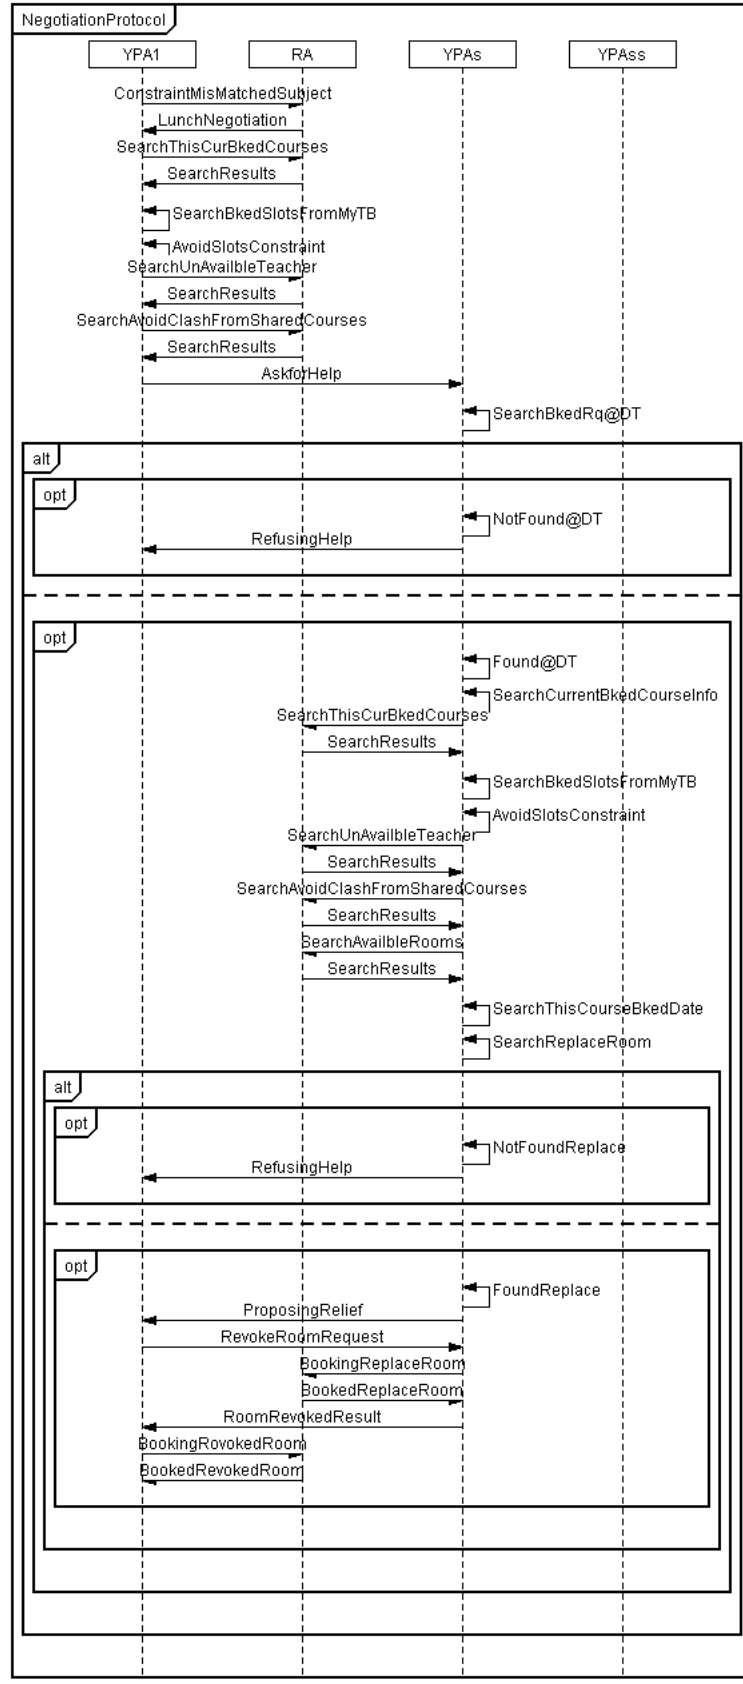 NegotiationProtocol
YPA1 RA YPAs YPAss
ConstraintMisMatchedSubject
LunchNegotiation
SearchThisCurBkedCourses
SearchResults
SearchBkedSlotsFromMyTB
AvoidSlotsConstraint
SearchUnAvailbleTeacher
SearchResults
SearchAvoidClashFromSharedCourses
SearchResults
AskforHelp
SearchBkedRq@DT
alt
opt
NotFound@DT
RefusingHelp
opt
Found@DT
SearchCurrentBkedCourseInfo
SearchThisCurBkedCourses
SearchResults
SearchBkedSlotsFromMyTB
AvoidSlotsConstraint
SearchUnAvailbleTeacher
SearchResults
SearchAvoidClashFromSharedCourses
SearchResults
SearchAvailbleRooms
SearchResults
SearchThisCourseBkedDate
SearchReplaceRoom
alt
opt
NotFoundReplace
RefusingHelp
opt
FoundReplace
ProposingRelief
RevokeRoomRequest
BookingReplaceRoom
BookedReplaceRoom
RoomRevokedResult
BookingRovokedRoom
BookedRevokedRoom